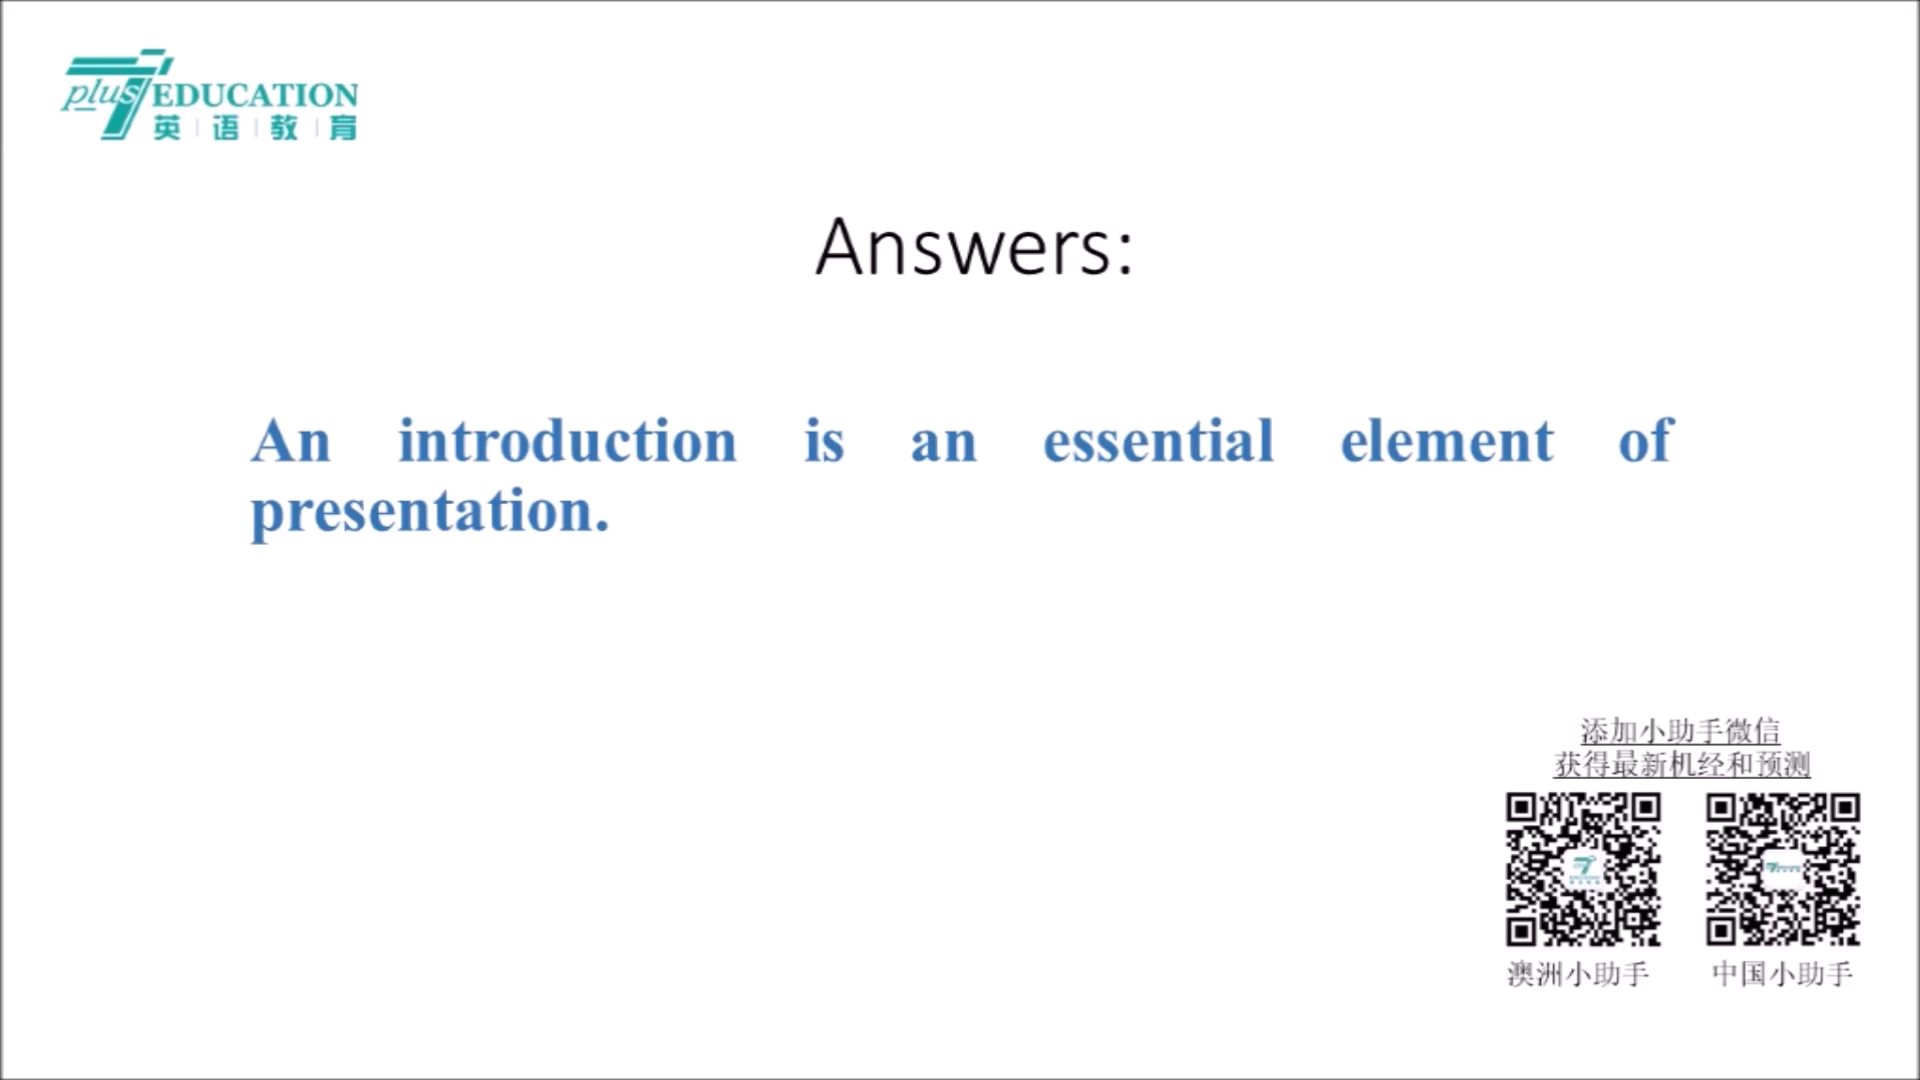 plus 7 EDUCATION
英 语 教 育
Answers:
An introduction is an essential element of
presentation.
添加小助手微信
获得最新机经和预测
澳洲小助手 中国小助手